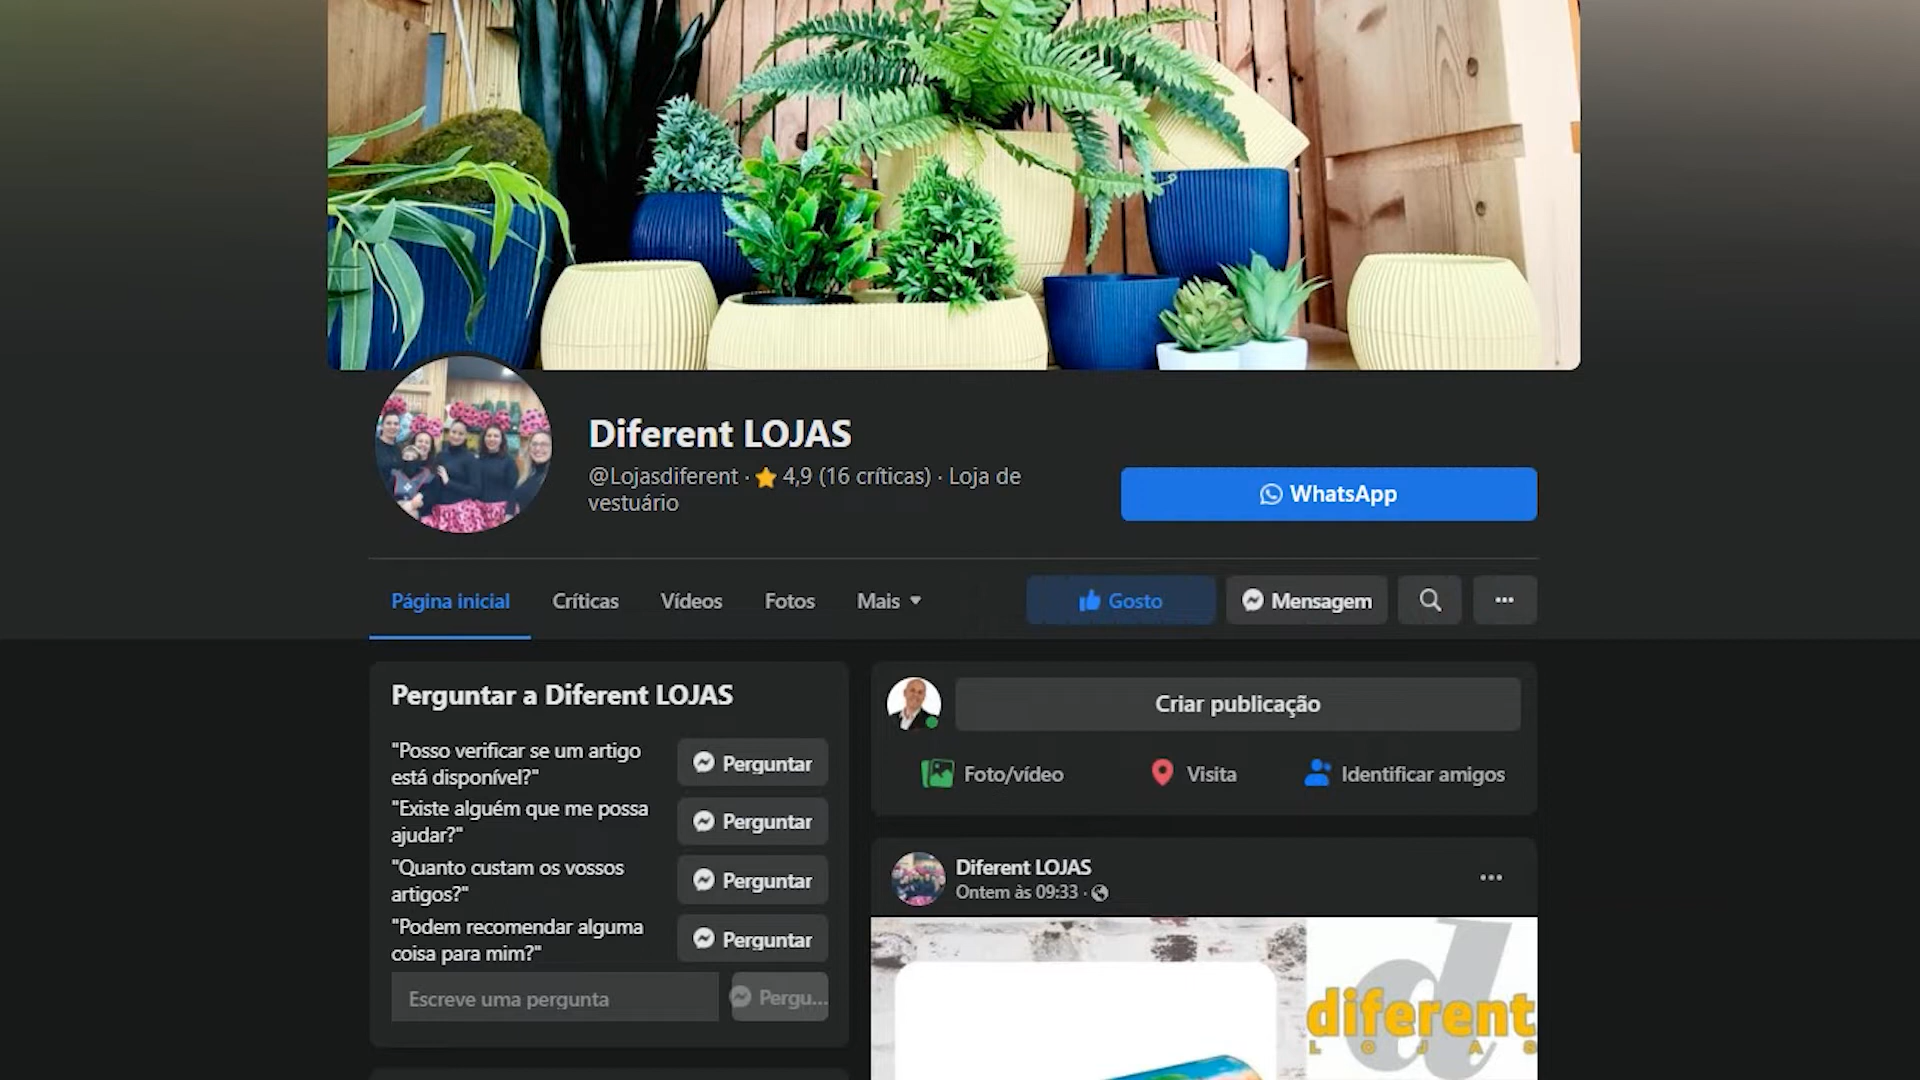 Diferent LOJAS
@Lojasdiferent · ⭐ 4,9 (16 críticas) · Loja de
vestuário
WhatsApp
Página inicial
Críticas
Vídeos
Fotos
Mais
Gosto
Mensagem
Perguntar a Diferent LOJAS
"Posso verificar se um artigo
está disponível?"
Perguntar
"Existe alguém que me possa
ajudar?"
Perguntar
"Quanto custam os vossos
artigos?"
Perguntar
"Podem recomendar alguma
coisa para mim?"
Perguntar
Escreve uma pergunta
Pergu...
Criar publicação
Foto/vídeo
Visita
Identificar amigos
Diferent LOJAS
Ontem às 09:33 ·
diferent
LOJAS